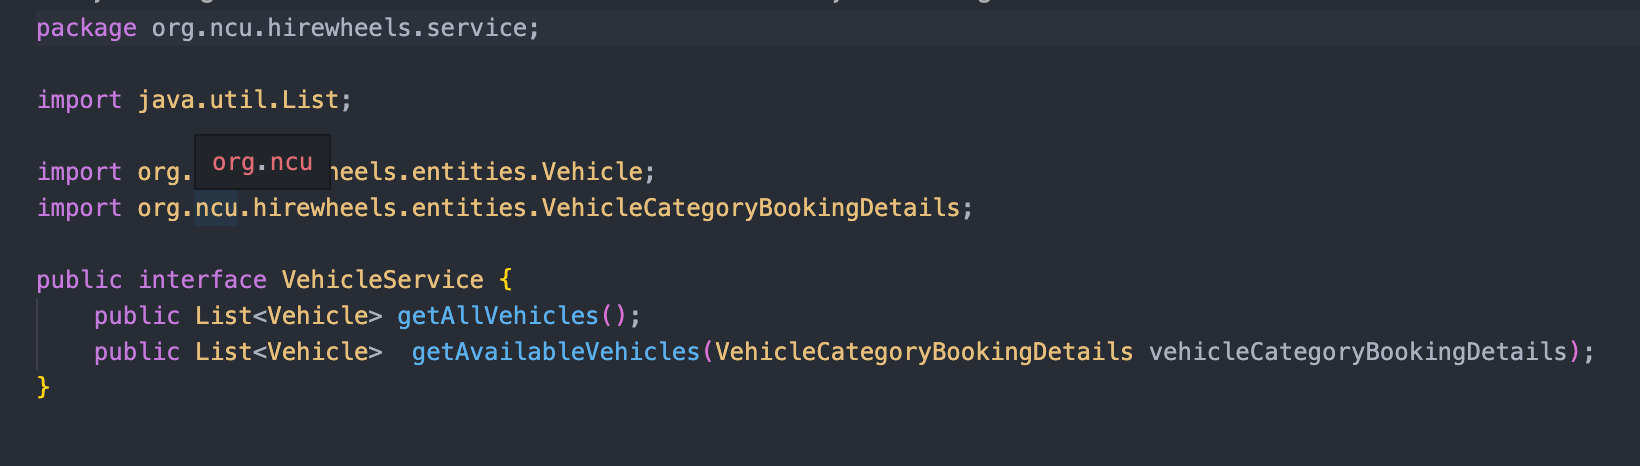 package org.ncu.hirewheels.service;
import java.util.List;
org.ncu
import org. heels.entities.Vehicle;
import org.ncu.hirewheels.entities.VehicleCategoryBookingDetails;
public interface VehicleService {
public List<Vehicle> getAllVehicles();
public List<Vehicle>  getAvailableVehicles(VehicleCategoryBookingDetails vehicleCategoryBookingDetails);
}